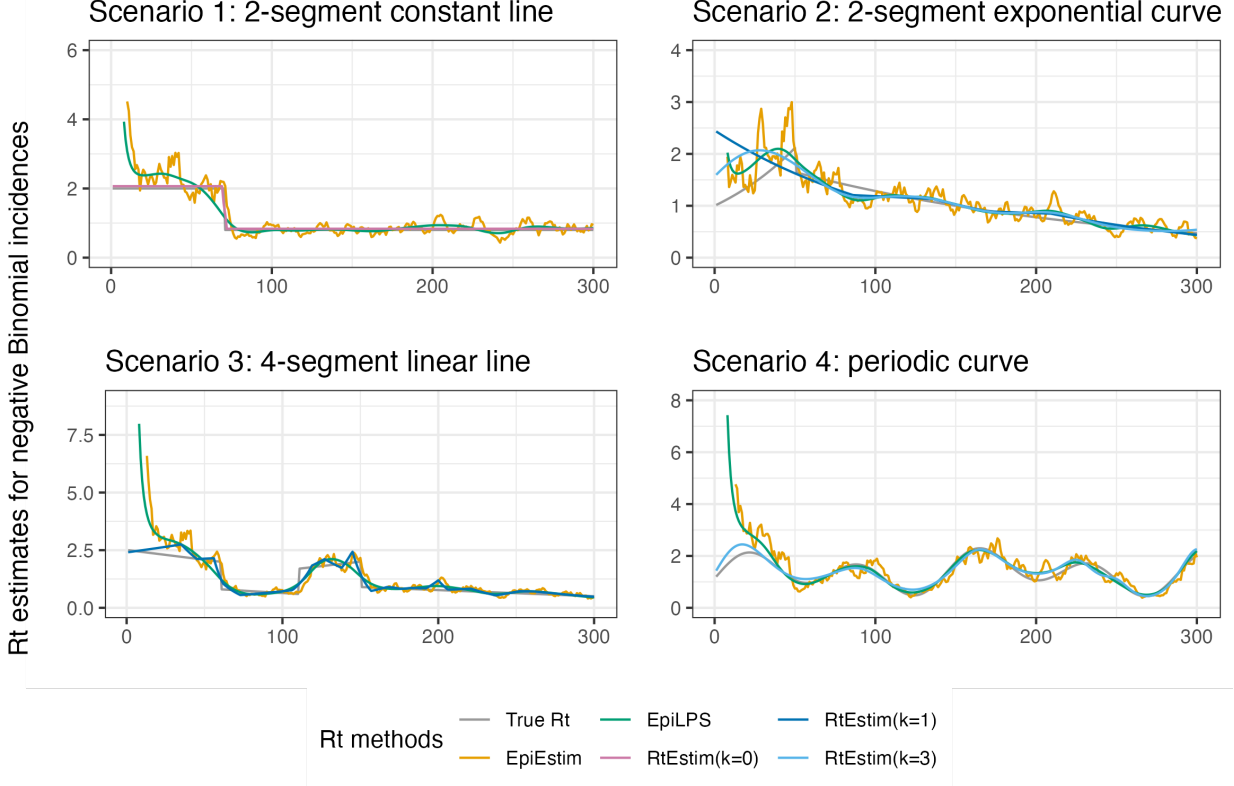 Scenario 1: 2-segment constant line
Scenario 2: 2-segment exponential curve
6
4
2
0
0 100 200 300
4
3
2
1
0
0 100 200 300
Rt estimates for negative Binomial incidences
Scenario 3: 4-segment linear line
Scenario 4: periodic curve
7.5
5.0
2.5
0.0
0 100 200 300
8
6
4
2
0
0 100 200 300
Rt methods
True Rt EpiLPS RtEstim(k=1)
EpiEstim RtEstim(k=0) RtEstim(k=3)